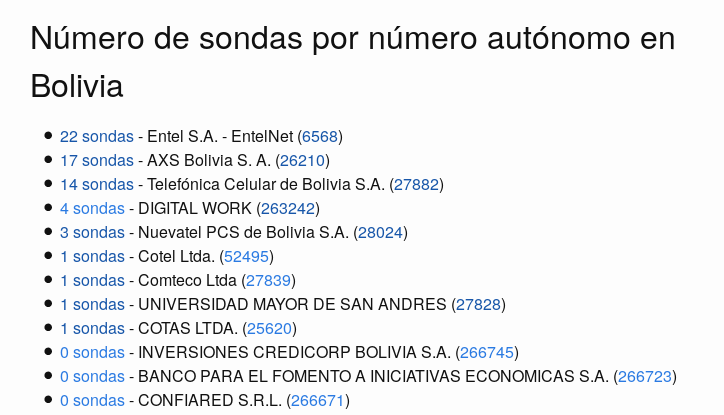 Número de sondas por número autónomo en
Bolivia
22 sondas - Entel S.A. - EntelNet (6568)
17 sondas - AXS Bolivia S. A. (26210)
14 sondas - Telefónica Celular de Bolivia S.A. (27882)
4 sondas - DIGITAL WORK (263242)
3 sondas - Nuevatel PCS de Bolivia S.A. (28024)
1 sondas - Cotel Ltda. (52495)
1 sondas - Comteco Ltda (27839)
1 sondas - UNIVERSIDAD MAYOR DE SAN ANDRES (27828)
1 sondas - COTAS LTDA. (25620)
0 sondas - INVERSIONES CREDICORP BOLIVIA S.A. (266745)
0 sondas - BANCO PARA EL FOMENTO A INICIATIVAS ECONOMICAS S.A. (266723)
0 sondas - CONFIARED S.R.L. (266671)